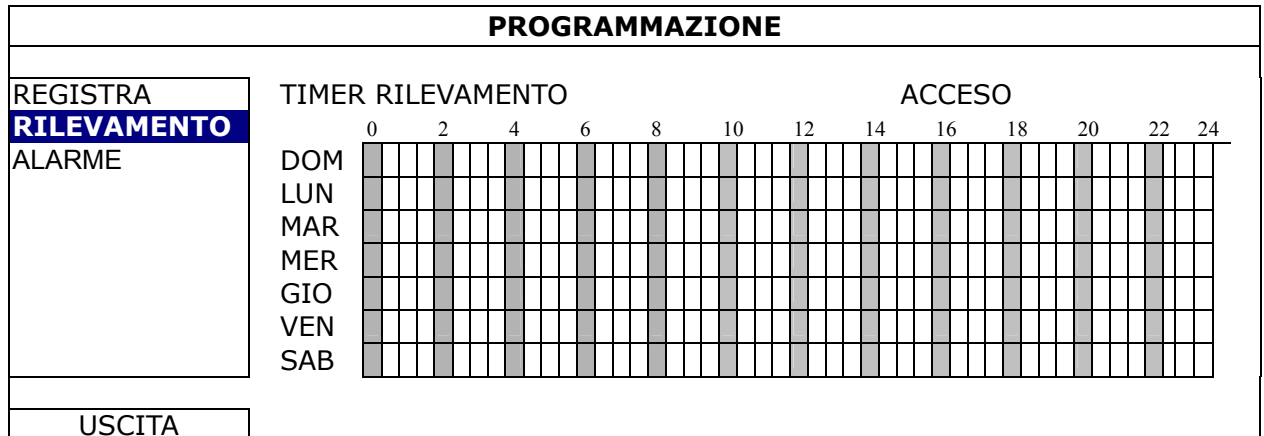 PROGRAMMAZIONE
REGISTRA
RILEVAMENTO
ALARME
TIMER RILEVAMENTO ACCESO
0 2 4 6 8 10 12 14 16 18 20 22 24
DOM
LUN
MAR
MER
GIO
VEN
SAB
USCITA